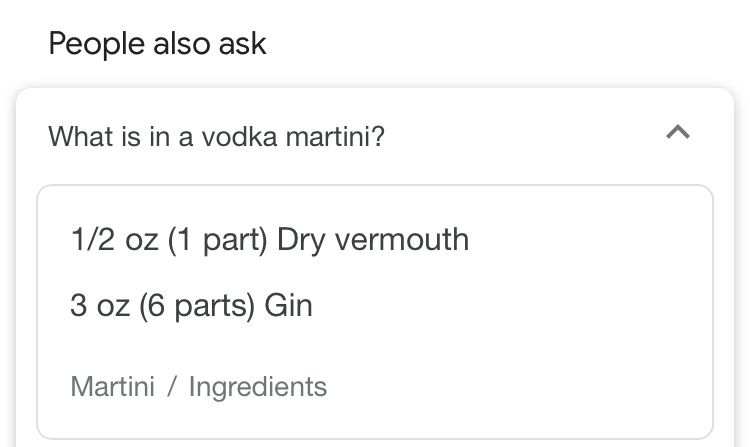 People also ask
What is in a vodka martini?
1/2 oz (1 part) Dry vermouth
3 oz (6 parts) Gin
Martini / Ingredients